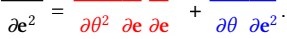 ∂e² = ∂θ² ∂e ∂e + ∂θ ∂e² .